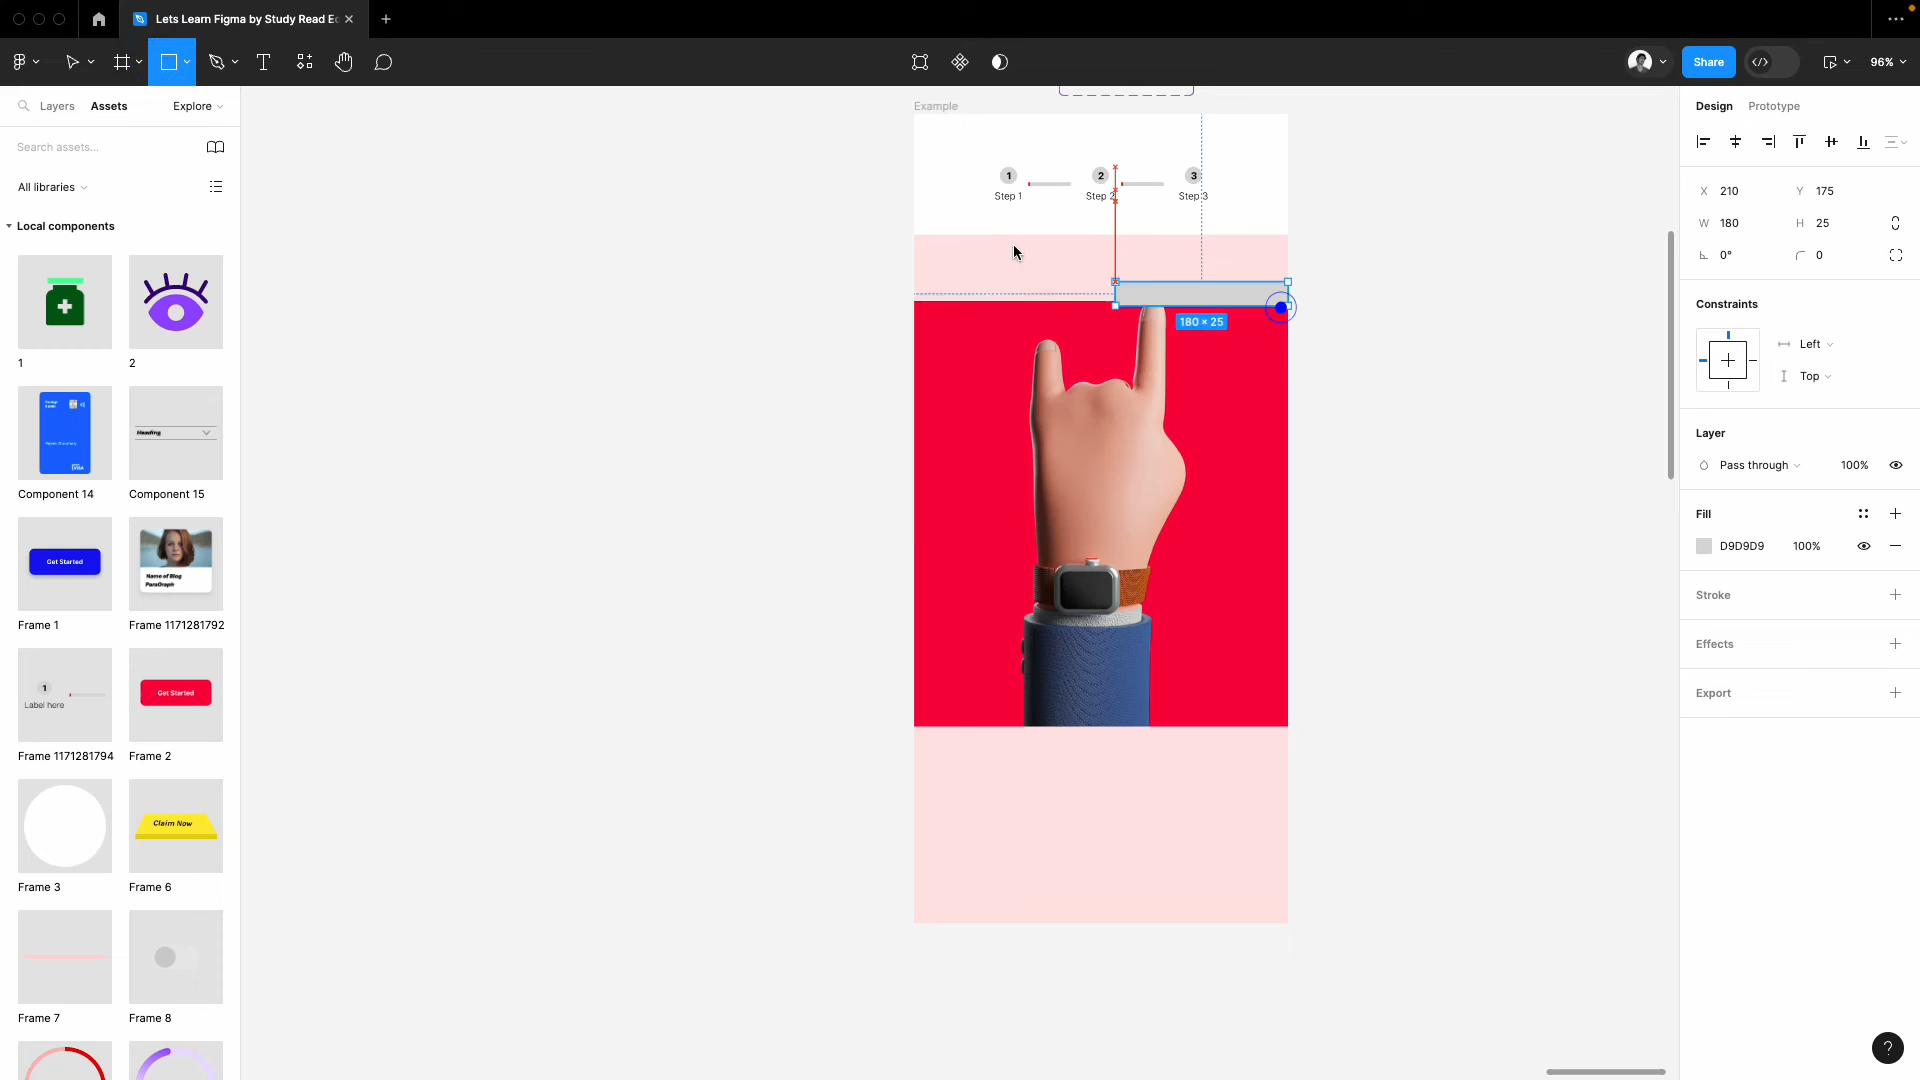 Lets Learn Figma by Study Read Ed
Share
96%
Layers
Assets
Explore
Search assets...
All libraries
Local components
1
2
Component 14
Heading
Component 15
Get Started
Frame 1
Name of Blog
ParaGraph
Frame 1171281792
1
Label here
Frame 1171281794
Get Started
Frame 2
Frame 3
Claim Now
Frame 6
Frame 7
Frame 8
Example
1
2
3
Step 1
Step 2
Step 3
180 × 25
Design
Prototype
X 210
Y 175
W 180
H 25
0°
0
Constraints
Left
Top
Layer
Pass through
100%
Fill
D9D9D9
100%
Stroke
Effects
Export
?